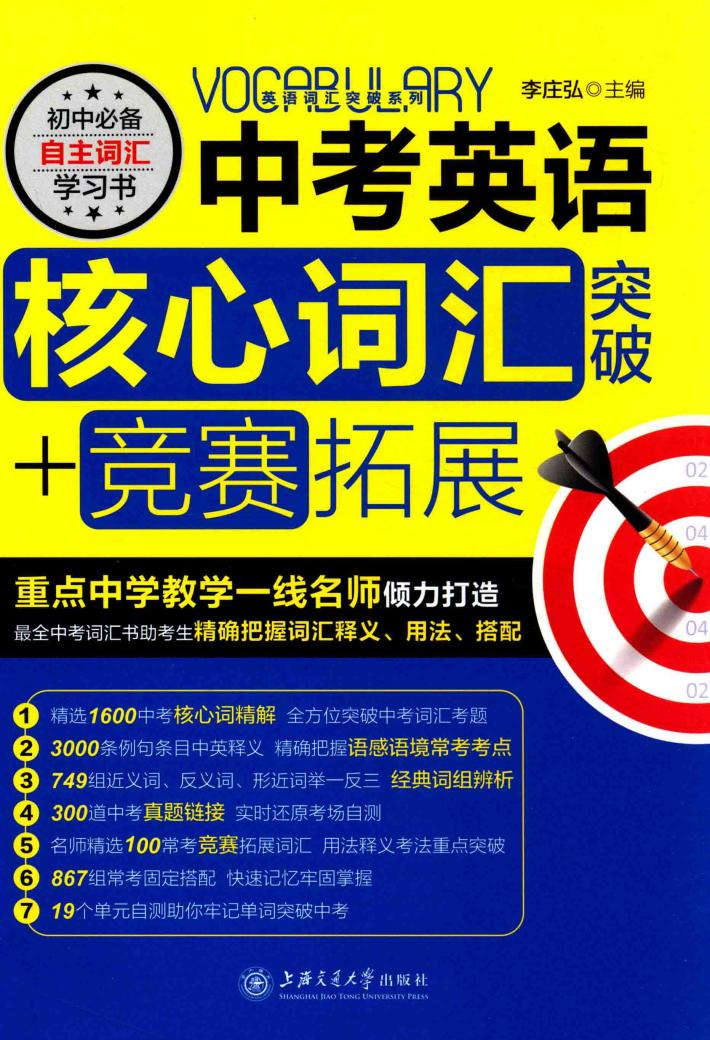 VOCABULARY
英语词汇突破系列
李庄弘◎主编
初中必备
自主词汇
学习书
中考英语
核心词汇
突破
+竞赛拓展
02
04
04
02
重点中学教学一线名师倾力打造
最全中考词汇书助考生精确把握词汇释义、用法、搭配
1 精选1600中考核心词精解 全方位突破中考词汇考题
2 3000条例句条目中英释义 精确把握语感语境常考考点
3 749组近义词、反义词、形近词举一反三 经典词组辨析
4 300道中考真题链接 实时还原考场自测
5 名师精选100常考竞赛拓展词汇 用法释义考法重点突破
6 867组常考固定搭配 快速记忆牢固掌握
7 19个单元自测助你牢记单词突破中考
上海交通大学出版社
SHANGHAI JIAO TONG UNIVERSITY PRESS